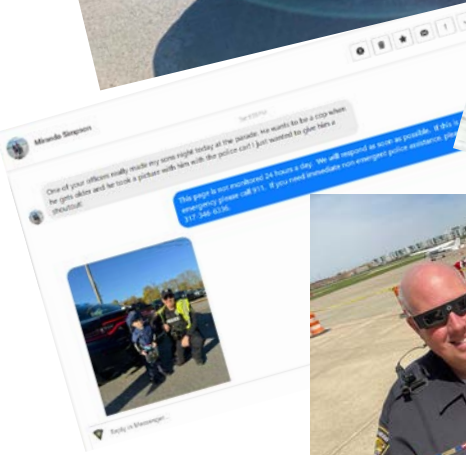 Miranda Simpson
One of your officers really made my sons night today at the parade. He wants to be a cop when
he gets older and he took a picture with him with the police car! I just wanted to give him a
shoutout!
This page is not monitored 24 hours a day. We will respond as soon as possible. If this is
emergency please call 911. If you need immediate non-emergent police assistance,
317-346-6336.
Reply in Messenger...